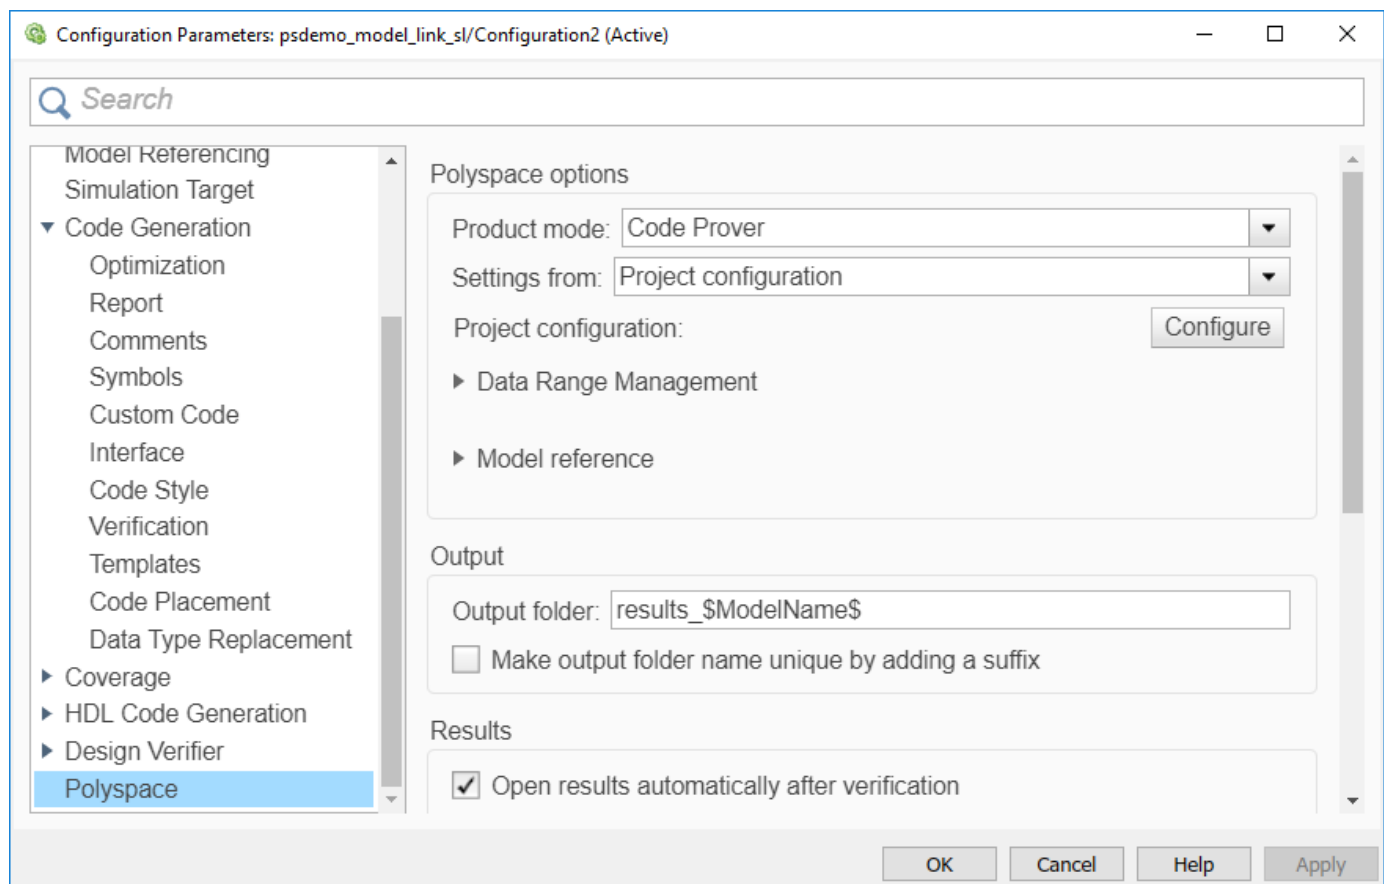 Configuration Parameters: psdemo_model_link_sl/Configuration2 (Active)
Search
Model Referencing
Simulation Target
Code Generation
Optimization
Report
Comments
Symbols
Custom Code
Interface
Code Style
Verification
Templates
Code Placement
Data Type Replacement
Coverage
HDL Code Generation
Design Verifier
Polyspace
Polyspace options
Product mode: Code Prover
Settings from: Project configuration
Project configuration: Configure
Data Range Management
Model reference
Output
Output folder: results_$ModelName$
Make output folder name unique by adding a suffix
Results
Open results automatically after verification
OK Cancel Help Apply